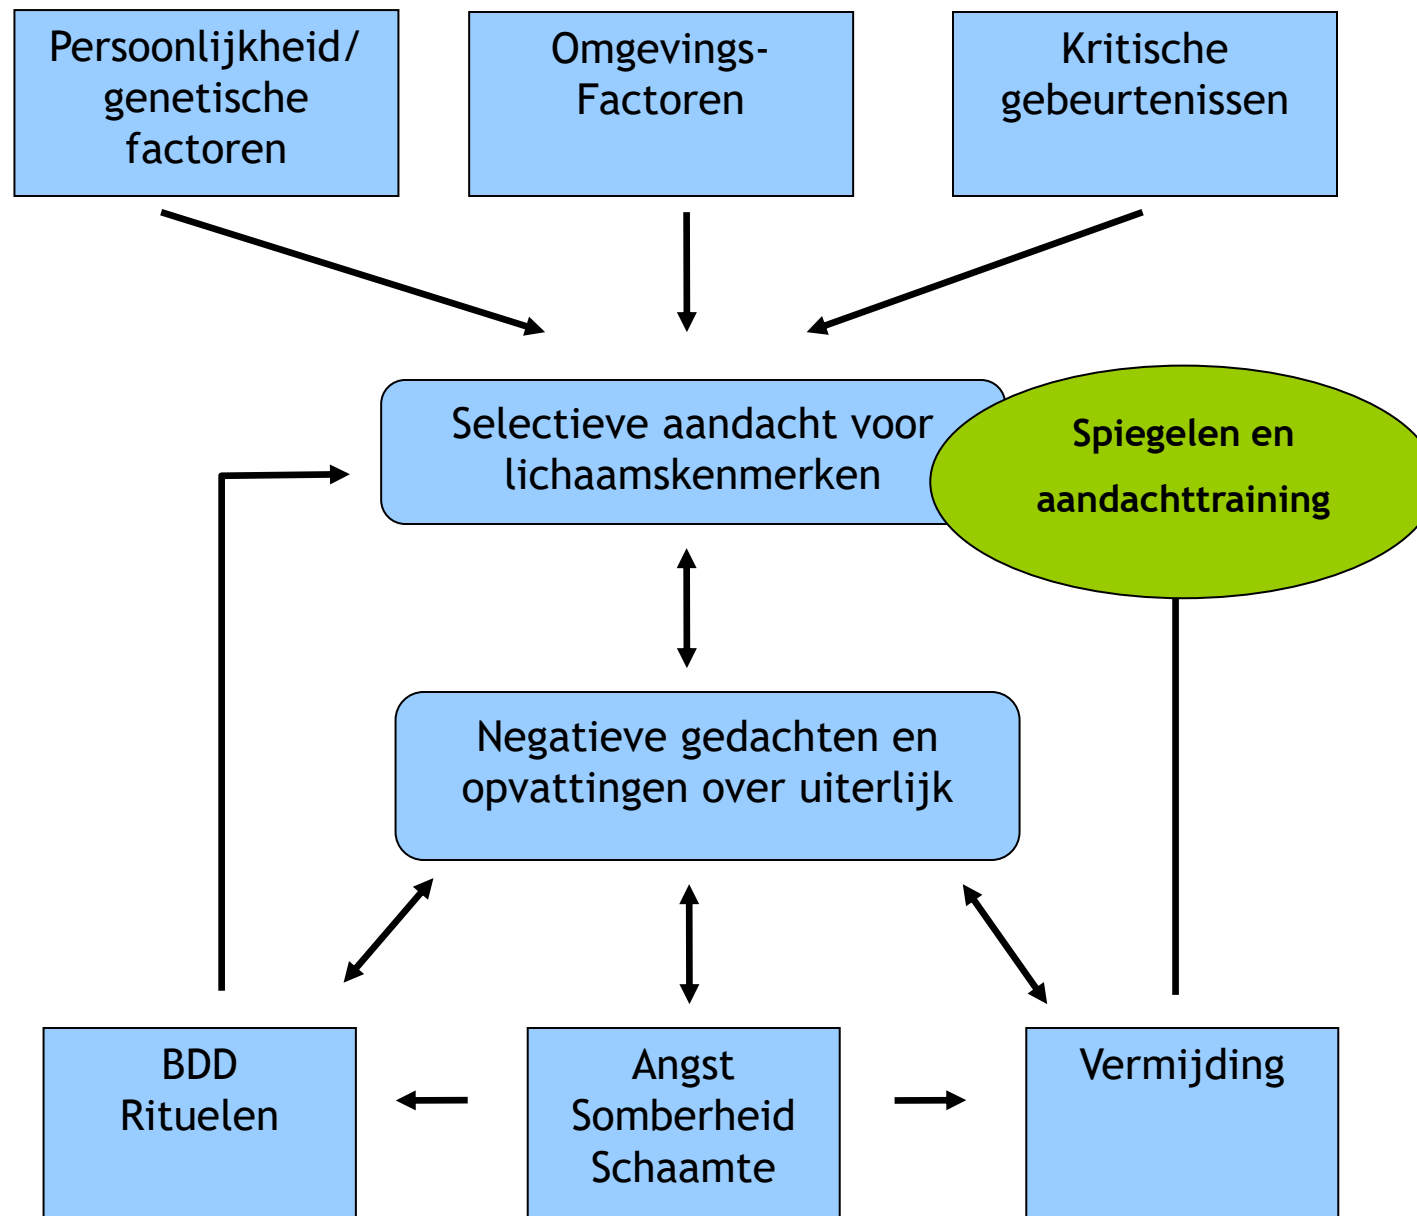 Persoonlijkheid/
genetische
factoren
Omgevings-
Factoren
Kritische
gebeurtenissen
Selectieve aandacht voor
lichaamskenmerken
Spiegelen en
aandachttraining
Negatieve gedachten en
opvattingen over uiterlijk
BDD
Rituelen
Angst
Somberheid
Schaamte
Vermijding